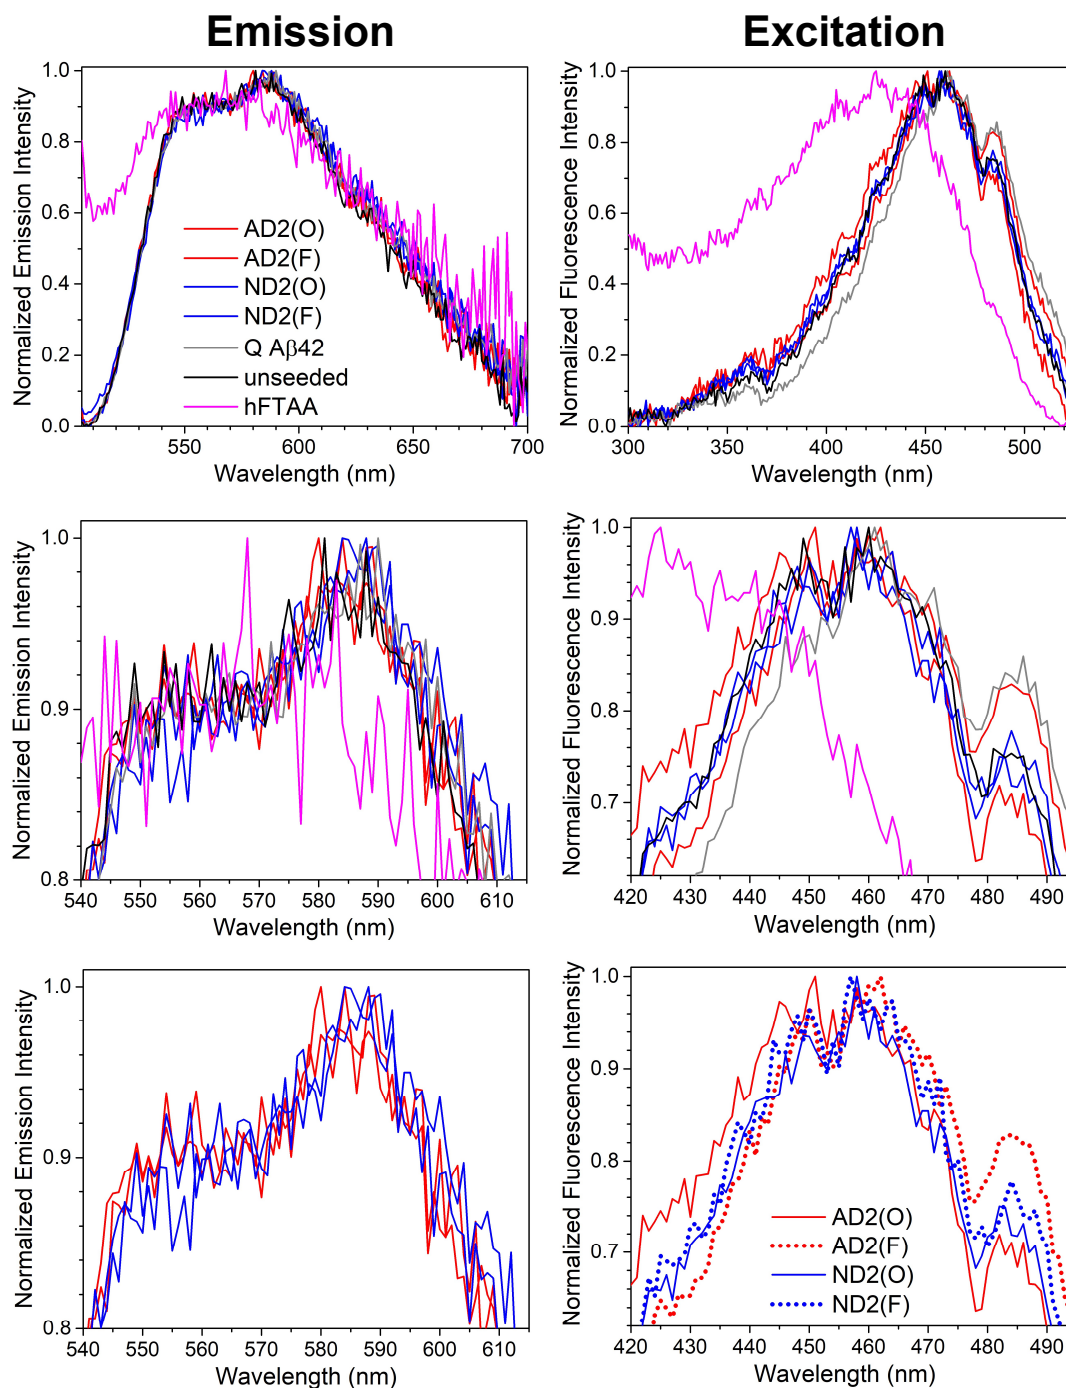 Emission
Excitation
Normalized Emission Intensity
1.0
0.8
0.6
0.4
0.2
0.0
AD2(O)
AD2(F)
ND2(O)
ND2(F)
Q Aβ42
unseeded
hFTAA
550 600 650 700
Wavelength (nm)
Normalized Fluorescence Intensity
1.0
0.8
0.6
0.4
0.2
0.0
300 350 400 450 500
Wavelength (nm)
Normalized Emission Intensity
1.0
0.9
0.8
540 550 560 570 580 590 600 610
Wavelength (nm)
Normalized Fluorescence Intensity
1.0
0.9
0.8
0.7
420 430 440 450 460 470 480 490
Wavelength (nm)
Normalized Emission Intensity
1.0
0.9
0.8
540 550 560 570 580 590 600 610
Wavelength (nm)
Normalized Fluorescence Intensity
1.0
0.9
0.8
0.7
AD2(O)
AD2(F)
ND2(O)
ND2(F)
420 430 440 450 460 470 480 490
Wavelength (nm)